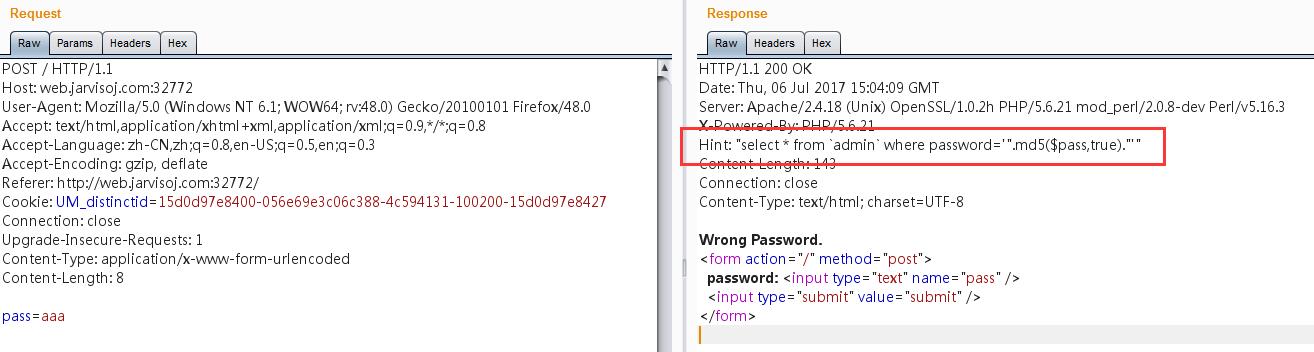 Request
Raw Params Headers Hex
POST / HTTP/1.1
Host: web.jarvisoj.com:32772
User-Agent: Mozilla/5.0 (Windows NT 6.1; WOW64; rv:48.0) Gecko/20100101 Firefox/48.0
Accept: text/html,application/xhtml+xml,application/xml;q=0.9,*/*;q=0.8
Accept-Language: zh-CN,zh;q=0.8,en-US;q=0.5,en;q=0.3
Accept-Encoding: gzip, deflate
Referer: http://web.jarvisoj.com:32772/
Cookie: UM_distinctid=15d0d97e8400-056e69e3c06c388-4c594131-100200-15d0d97e8427
Connection: close
Upgrade-Insecure-Requests: 1
Content-Type: application/x-www-form-urlencoded
Content-Length: 8
pass=aaa
Response
Raw Headers Hex
HTTP/1.1 200 OK
Date: Thu, 06 Jul 2017 15:04:09 GMT
Server: Apache/2.4.18 (Unix) OpenSSL/1.0.2h PHP/5.6.21 mod_perl/2.0.8-dev Perl/v5.16.3
X-Powered-By: PHP/5.6.21
Hint: "select * from `admin` where password='".md5($pass,true)."'"
Content-Length: 143
Connection: close
Content-Type: text/html; charset=UTF-8
Wrong Password.
<form action="/" method="post">
password: <input type="text" name="pass" />
<input type="submit" value="submit" />
</form>